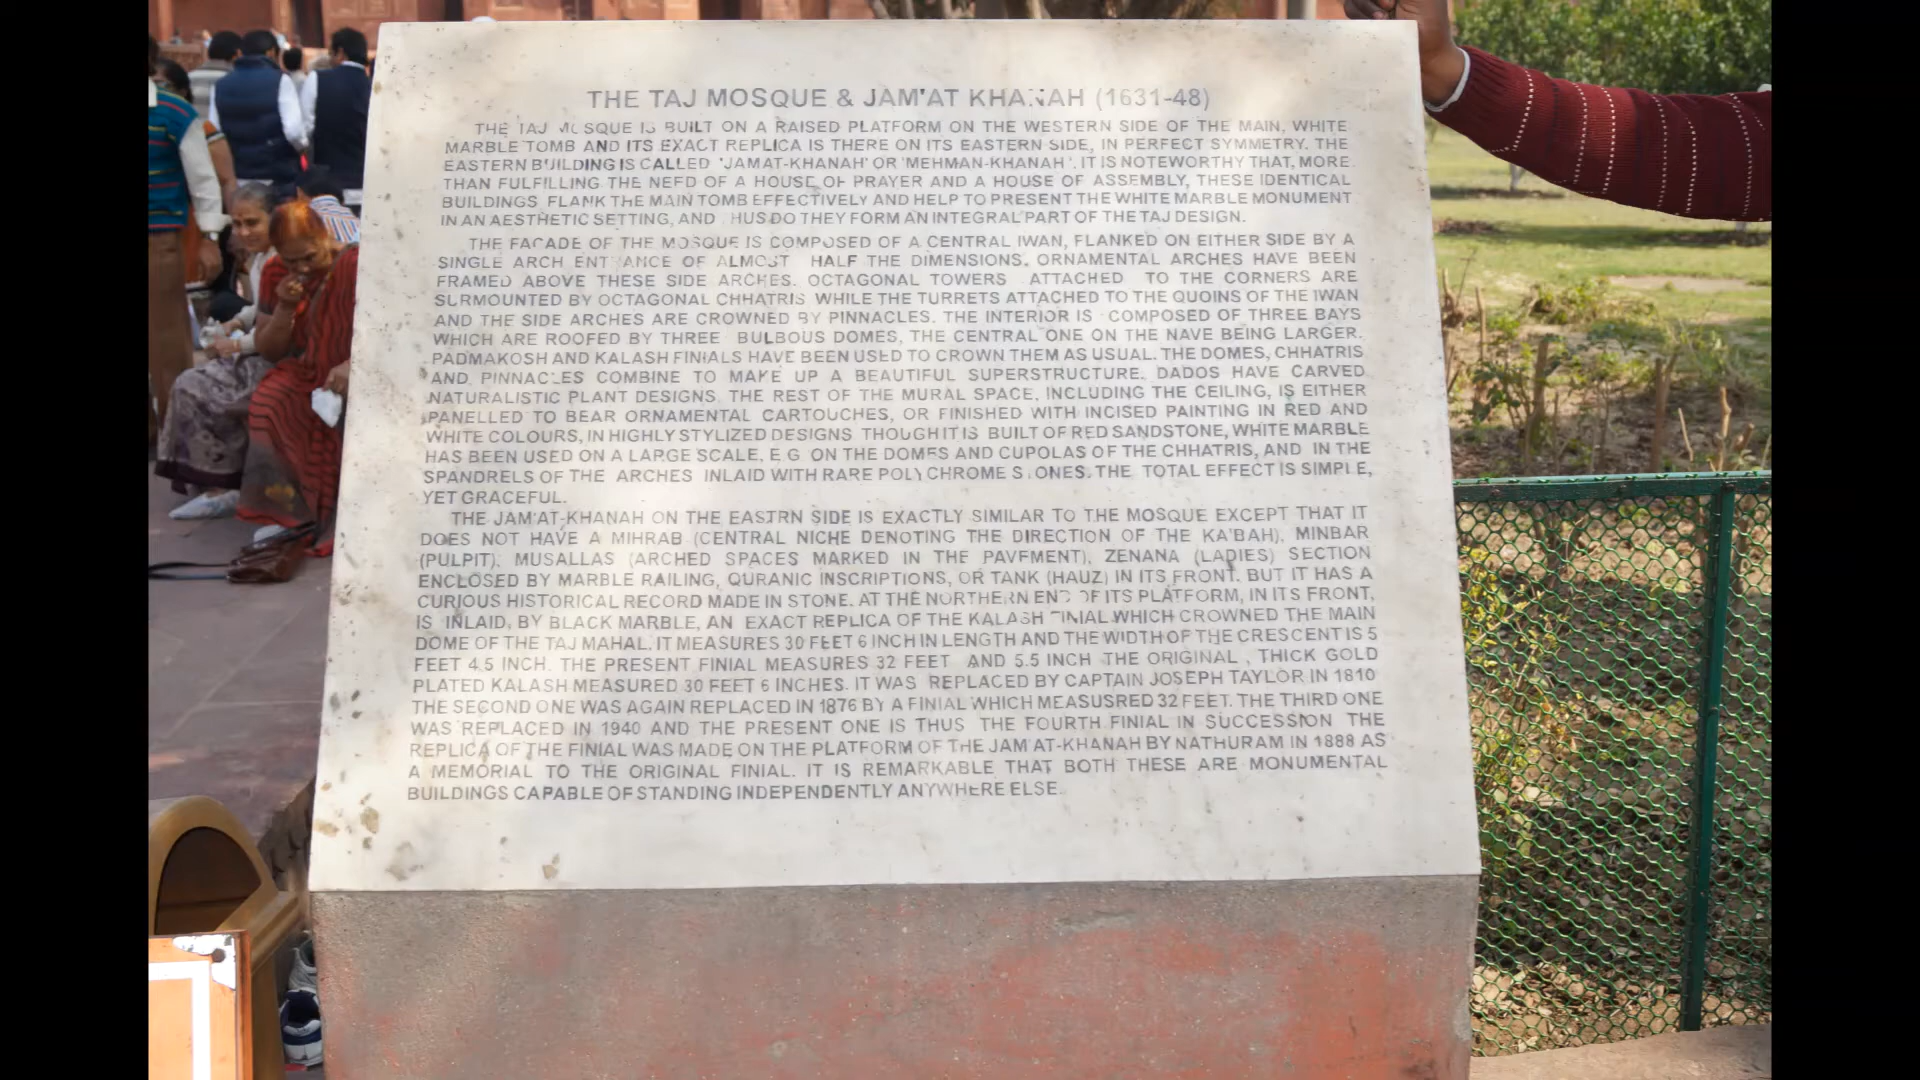 THE TAJ MOSQUE & JAM'AT KHANAH (1631-48)
THE TAJ MOSQUE IS BUILT ON A RAISED PLATFORM ON THE WESTERN SIDE OF THE MAIN, WHITE
MARBLE TOMB AND ITS EXACT REPLICA IS THERE ON ITS EASTERN SIDE, IN PERFECT SYMMETRY. THE
EASTERN BUILDING IS CALLED 'JAMAT-KHANAH' OR 'MEHMAN-KHANAH'. IT IS NOTEWORTHY THAT, MORE
THAN FULFILLING THE NEED OF A HOUSE OF PRAYER AND A HOUSE OF ASSEMBLY, THESE IDENTICAL
BUILDINGS FLANK THE MAIN TOMB EFFECTIVELY AND HELP TO PRESENT THE WHITE MARBLE MONUMENT
IN AN AESTHETIC SETTING, AND THUS DO THEY FORM AN INTEGRAL PART OF THE TAJ DESIGN.
THE FACADE OF THE MOSQUE IS COMPOSED OF A CENTRAL IWAN, FLANKED ON EITHER SIDE BY A
SINGLE ARCH ENTRANCE OF ALMOST HALF THE DIMENSIONS. ORNAMENTAL ARCHES HAVE BEEN
FRAMED ABOVE THESE SIDE ARCHES. OCTAGONAL TOWERS ATTACHED TO THE CORNERS ARE
SURMOUNTED BY OCTAGONAL CHHATRIS WHILE THE TURRETS ATTACHED TO THE QUOINS OF THE IWAN
AND THE SIDE ARCHES ARE CROWNED BY PINNACLES. THE INTERIOR IS COMPOSED OF THREE BAYS
WHICH ARE ROOFED BY THREE BULBOUS DOMES, THE CENTRAL ONE ON THE NAVE BEING LARGER.
PADMAKOSH AND KALASH FINIALS HAVE BEEN USED TO CROWN THEM AS USUAL. THE DOMES, CHHATRIS
AND PINNACLES COMBINE TO MAKE UP A BEAUTIFUL SUPERSTRUCTURE. DADOS HAVE CARVED
NATURALISTIC PLANT DESIGNS. THE REST OF THE MURAL SPACE, INCLUDING THE CEILING, IS EITHER
PANELLED TO BEAR ORNAMENTAL CARTOUCHES, OR FINISHED WITH INCISED PAINTING IN RED AND
WHITE COLOURS, IN HIGHLY STYLIZED DESIGNS THOUGH IT IS BUILT OF RED SANDSTONE, WHITE MARBLE
HAS BEEN USED ON A LARGE SCALE, E.G. ON THE DOMES AND CUPOLAS OF THE CHHATRIS, AND IN THE
SPANDRELS OF THE ARCHES INLAID WITH RARE POLYCHROME STONES. THE TOTAL EFFECT IS SIMPLE,
YET GRACEFUL.
THE JAM'AT-KHANAH ON THE EASTRN SIDE IS EXACTLY SIMILAR TO THE MOSQUE EXCEPT THAT IT
DOES NOT HAVE A MIHRAB (CENTRAL NICHE DENOTING THE DIRECTION OF THE KA'BAH), MINBAR
(PULPIT), MUSALLAS (ARCHED SPACES MARKED IN THE PAVEMENT), ZENANA (LADIES) SECTION
ENCLOSED BY MARBLE RAILING, QURANIC INSCRIPTIONS, OR TANK (HAUZ) IN ITS FRONT. BUT IT HAS A
CURIOUS HISTORICAL RECORD MADE IN STONE. AT THE NORTHERN END OF ITS PLATFORM, IN ITS FRONT,
IS INLAID, BY BLACK MARBLE, AN EXACT REPLICA OF THE KALASH FINIAL WHICH CROWNED THE MAIN
DOME OF THE TAJ MAHAL. IT MEASURES 30 FEET 6 INCH IN LENGTH AND THE WIDTH OF THE CRESCENT IS 5
FEET 4.5 INCH. THE PRESENT FINIAL MEASURES 32 FEET AND 5.5 INCH THE ORIGINAL, THICK GOLD
PLATED KALASH MEASURED 30 FEET 6 INCHES. IT WAS REPLACED BY CAPTAIN JOSEPH TAYLOR IN 1810
THE SECOND ONE WAS AGAIN REPLACED IN 1876 BY A FINIAL WHICH MEASUSRED 32 FEET. THE THIRD ONE
WAS REPLACED IN 1940 AND THE PRESENT ONE IS THUS THE FOURTH FINIAL IN SUCCESSION THE
REPLICA OF THE FINIAL WAS MADE ON THE PLATFORM OF THE JAM'AT-KHANAH BY NATHURAM IN 1888 AS
A MEMORIAL TO THE ORIGINAL FINIAL. IT IS REMARKABLE THAT BOTH THESE ARE MONUMENTAL
BUILDINGS CAPABLE OF STANDING INDEPENDENTLY ANYWHERE ELSE.